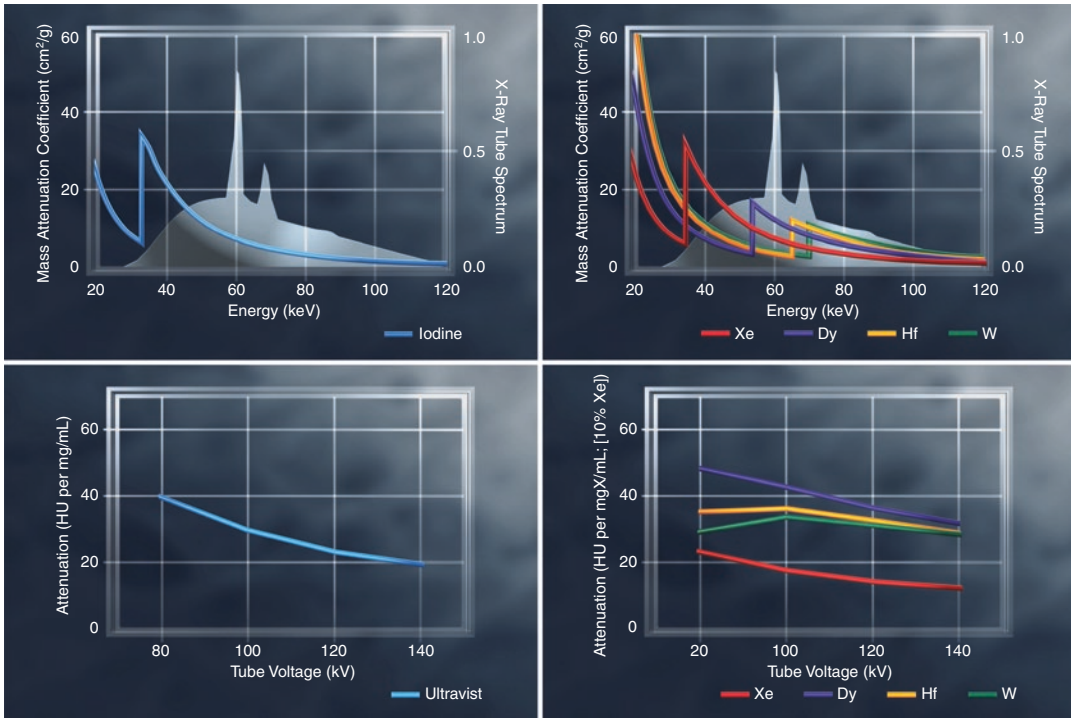 Mass Attenuation Coefficient (cm²/g)
60
40
20
0
1.0
0.5
0.0
X-Ray Tube Spectrum
20 40 60 80 100 120
Energy (keV)
Iodine
Mass Attenuation Coefficient (cm²/g)
60
40
20
0
1.0
0.5
0.0
X-Ray Tube Spectrum
20 40 60 80 100 120
Energy (keV)
Xe Dy Hf W
Attenuation (HU per mg/mL)
60
40
20
0
80 100 120 140
Tube Voltage (kV)
Ultravist
Attenuation (HU per mgX/mL; [10% Xe])
60
40
20
0
20 100 120 140
Tube Voltage (kV)
Xe Dy Hf W